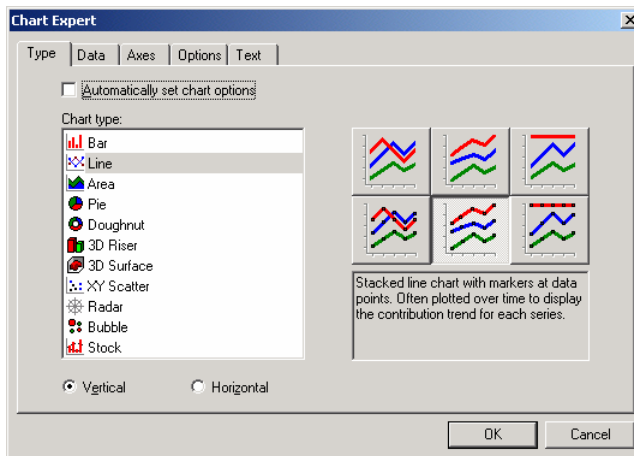 Chart Expert
Type Data Axes Options Text
Automatically set chart options
Chart type:
Bar
Line
Area
Pie
Doughnut
3D Riser
3D Surface
XY Scatter
Radar
Bubble
Stock
Stacked line chart with markers at data
points. Often plotted over time to display
the contribution trend for each series.
Vertical Horizontal
OK Cancel